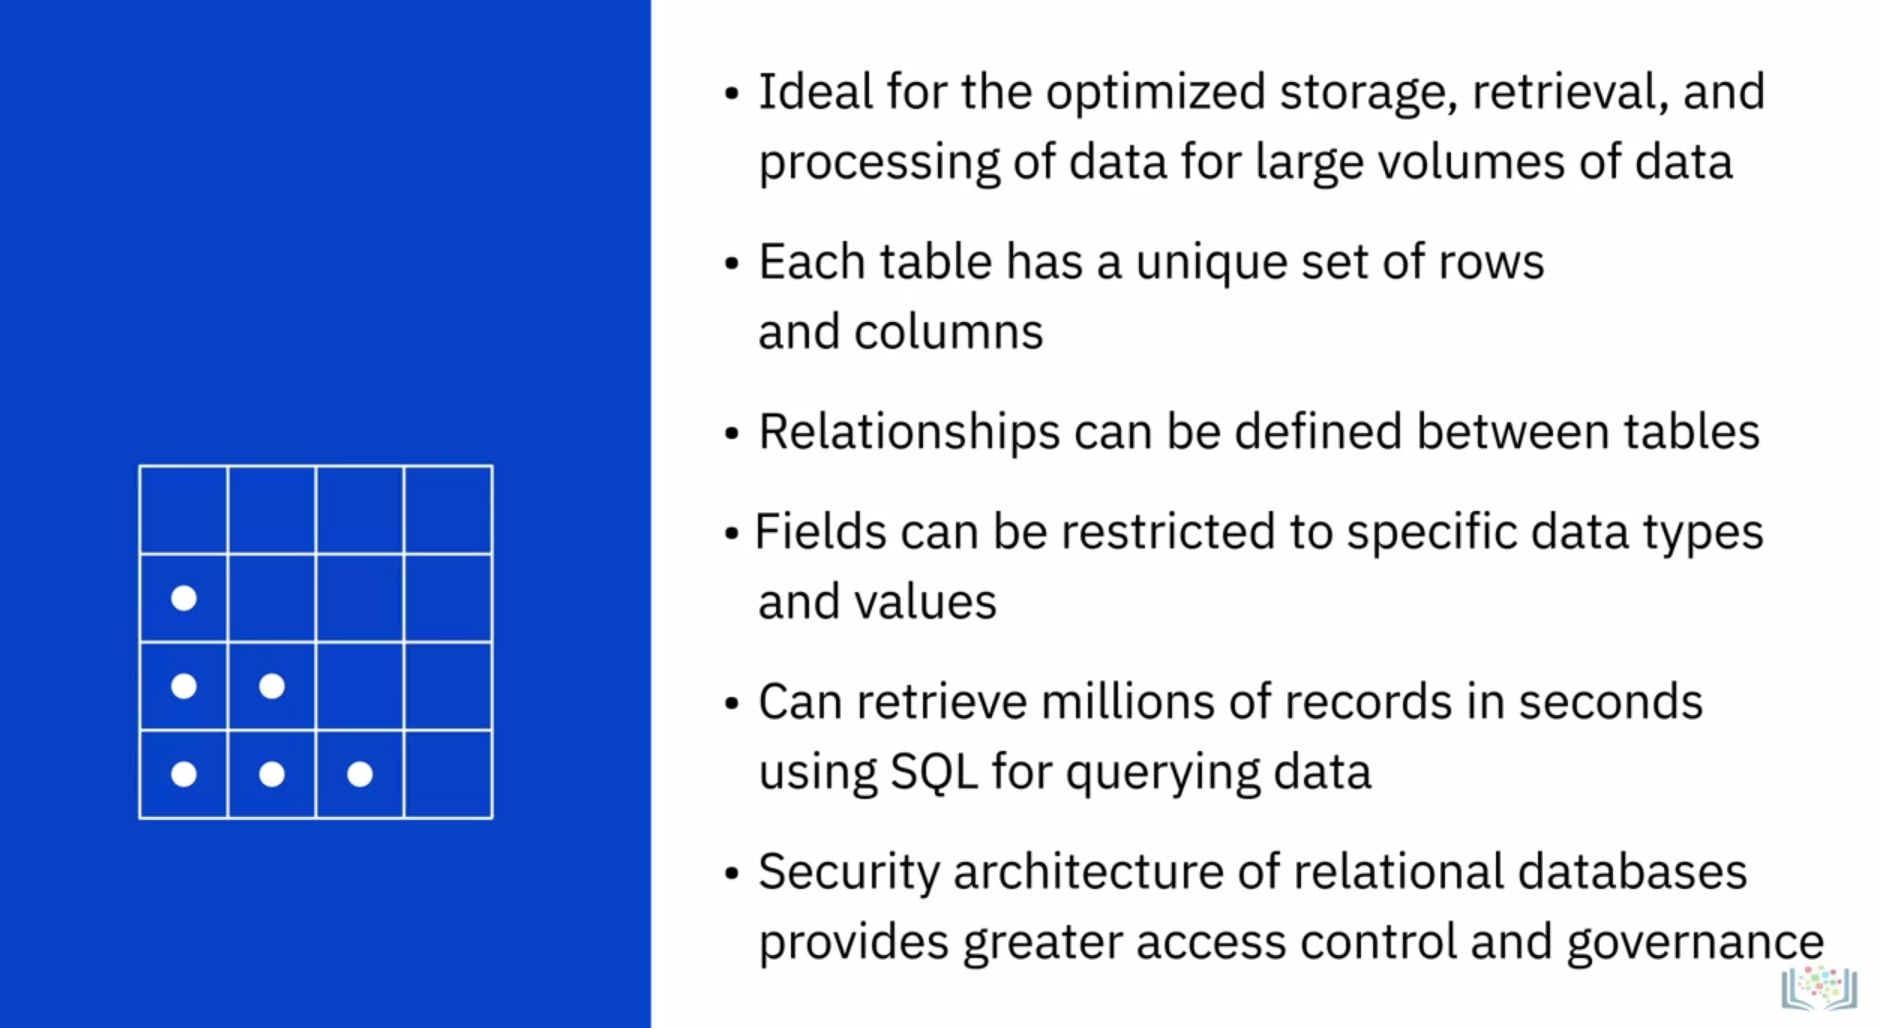 • Ideal for the optimized storage, retrieval, and
processing of data for large volumes of data
• Each table has a unique set of rows
and columns
• Relationships can be defined between tables
• Fields can be restricted to specific data types
and values
• Can retrieve millions of records in seconds
using SQL for querying data
• Security architecture of relational databases
provides greater access control and governance